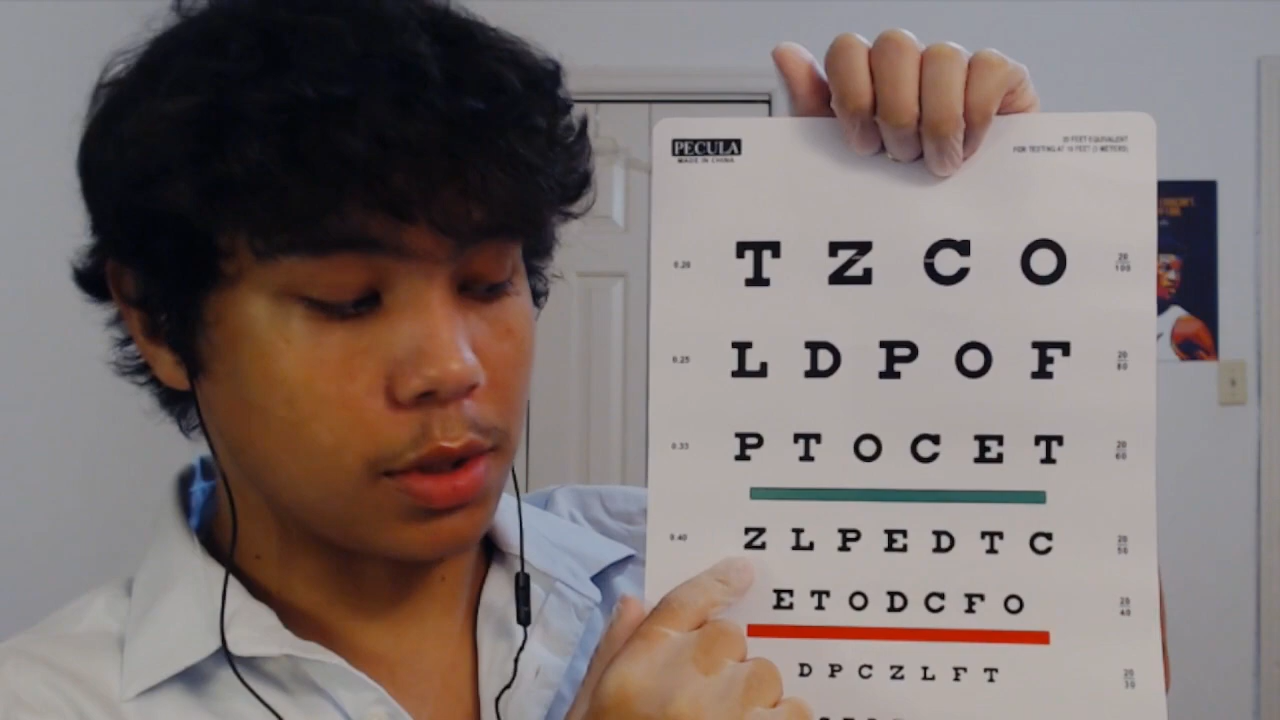 PECULA
MADE IN CHINA
20 FEET EQUIVALENT
FOR TESTING AT 10 FEET (3 METERS)
0.20 T Z C O 20/100
0.25 L D P O F 20/80
0.33 P T O C E T 20/60
0.40 Z L P E D T C 20/50
E T O D C F O 20/40
D P C Z L F T 20/30